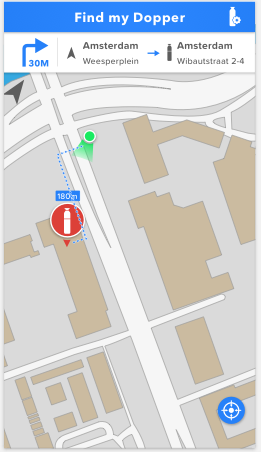 Find my Dopper
30M
Amsterdam
Weesperplein
Amsterdam
Wibautstraat 2-4
180m